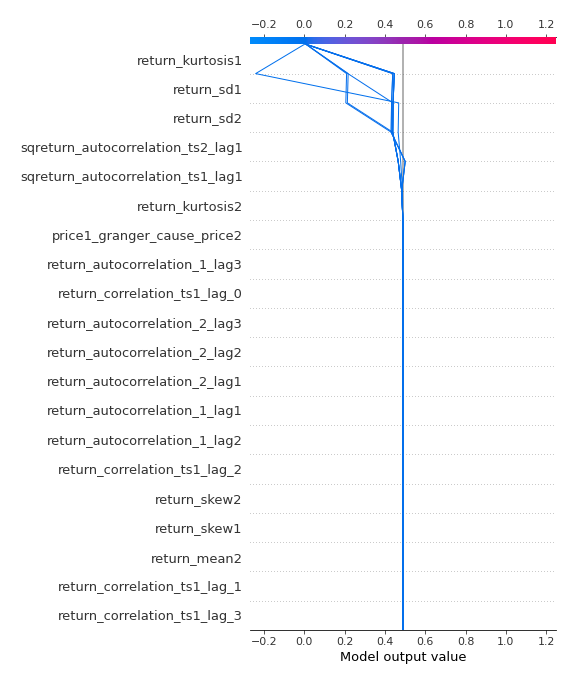 −0.2 0.0 0.2 0.4 0.6 0.8 1.0 1.2
return_kurtosis1
return_sd1
return_sd2
sqreturn_autocorrelation_ts2_lag1
sqreturn_autocorrelation_ts1_lag1
return_kurtosis2
price1_granger_cause_price2
return_autocorrelation_1_lag3
return_correlation_ts1_lag_0
return_autocorrelation_2_lag3
return_autocorrelation_2_lag2
return_autocorrelation_2_lag1
return_autocorrelation_1_lag1
return_autocorrelation_1_lag2
return_correlation_ts1_lag_2
return_skew2
return_skew1
return_mean2
return_correlation_ts1_lag_1
return_correlation_ts1_lag_3
−0.2 0.0 0.2 0.4 0.6 0.8 1.0 1.2
Model output value